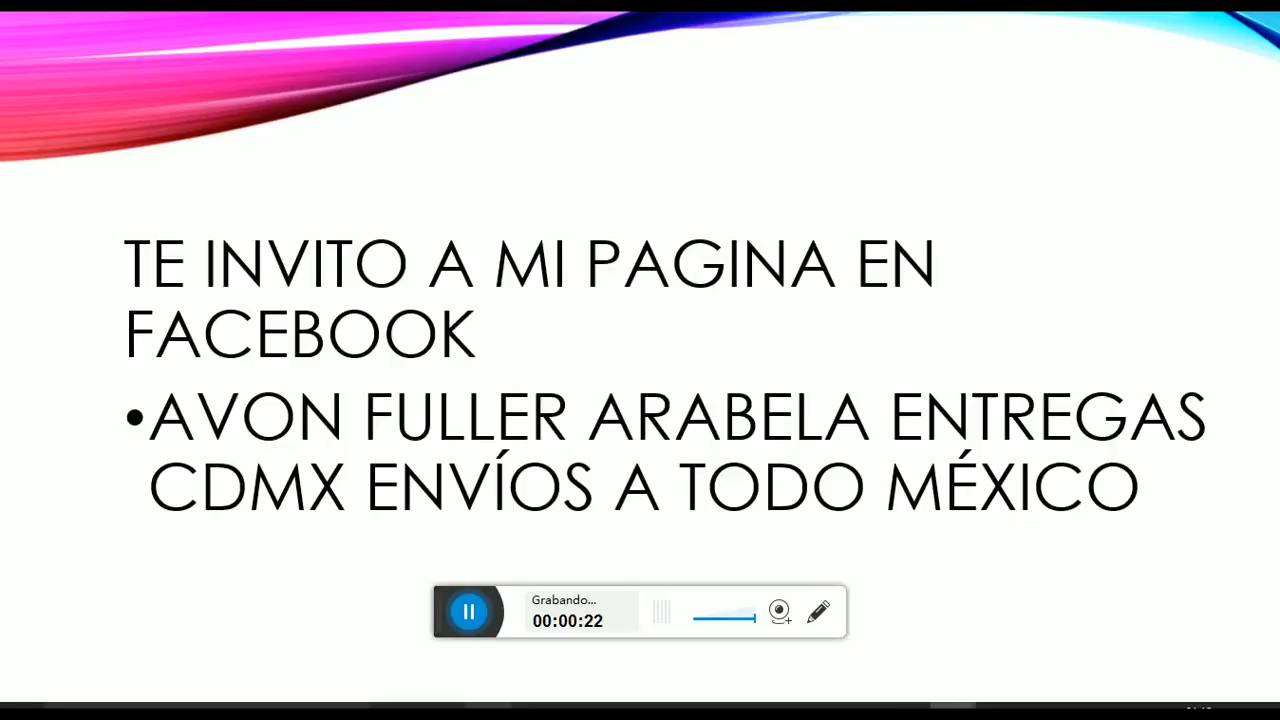 TE INVITO A MI PAGINA EN
FACEBOOK
•AVON FULLER ARABELA ENTREGAS
CDMX ENVÍOS A TODO MÉXICO
Grabando...
00:00:22